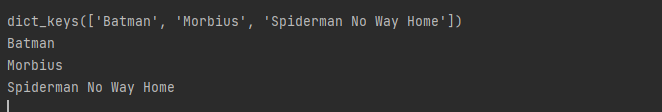 dict_keys(['Batman', 'Morbius', 'Spiderman No Way Home'])
Batman
Morbius
Spiderman No Way Home